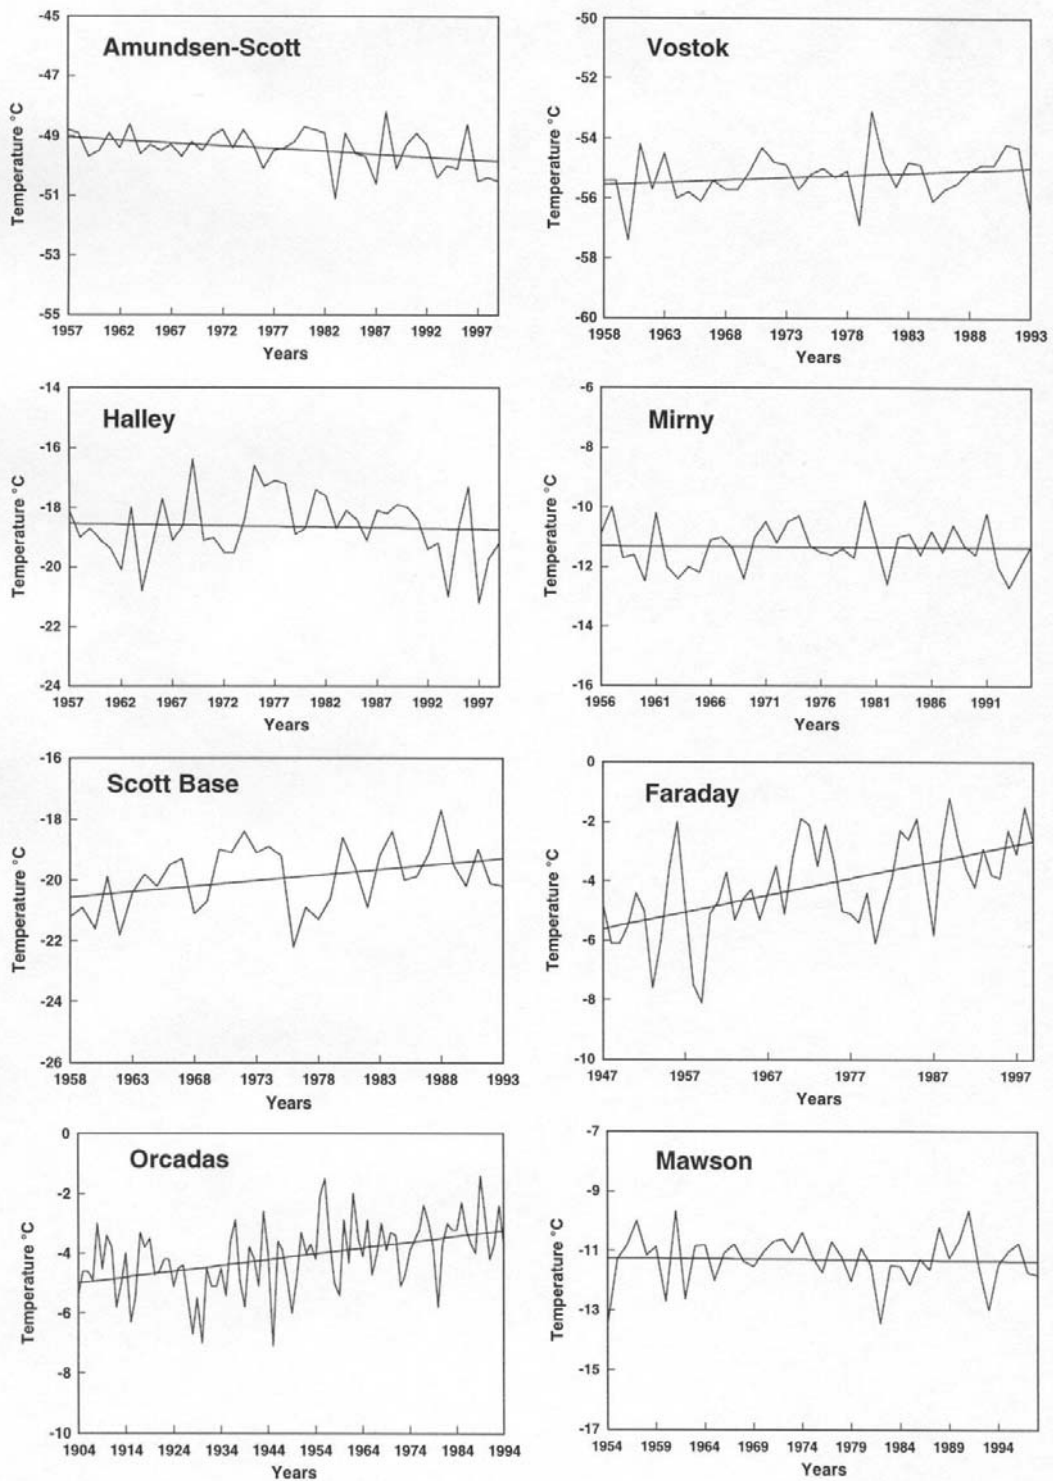 Amundsen-Scott
Temperature °C
-45
-47
-49
-51
-53
-55
1957 1962 1967 1972 1977 1982 1987 1992 1997
Years
Vostok
Temperature °C
-50
-52
-54
-56
-58
-60
1958 1963 1968 1973 1978 1983 1988 1993
Years
Halley
Temperature °C
-14
-16
-18
-20
-22
-24
1957 1962 1967 1972 1977 1982 1987 1992 1997
Years
Mirny
Temperature °C
-6
-8
-10
-12
-14
-16
1956 1961 1966 1971 1976 1981 1986 1991
Years
Scott Base
Temperature °C
-16
-18
-20
-22
-24
-26
1958 1963 1968 1973 1978 1983 1988 1993
Years
Faraday
Temperature °C
0
-2
-4
-6
-8
-10
1947 1957 1967 1977 1987 1997
Years
Orcadas
Temperature °C
0
-2
-4
-6
-8
-10
1904 1914 1924 1934 1944 1954 1964 1974 1984 1994
Years
Mawson
Temperature °C
-7
-9
-11
-13
-15
-17
1954 1959 1964 1969 1974 1979 1984 1989 1994
Years